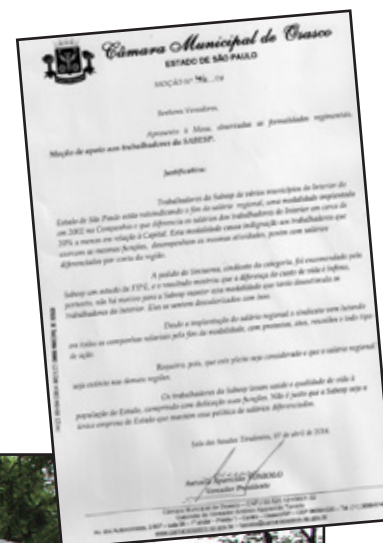 Câmara Municipal de Osasco
ESTADO DE SÃO PAULO
MOÇÃO Nº
Senhores Vereadores,
Apresento à Mesa, observadas as formalidades regimentais,
Moção de apoio aos trabalhadores da SABESP.
Justificativa:
Trabalhadores da Sabesp de vários municípios do Interior do
Estado de São Paulo estão reivindicando o fim do salário regional, uma modalidade implantada
em 2002 na Companhia e que diferencia os salários dos trabalhadores do Interior em cerca de
20% a menos em relação à Capital. Esta modalidade causa indignação aos trabalhadores que
exercem as mesmas funções, desempenham as mesmas atividades, porém com salários
diferenciados por conta da região.
A pedido do Sintaema, sindicato da categoria, foi encomendado pela
Sabesp um estudo da FIPE, e o resultado mostrou que a diferença do custo de vida é ínfima,
portanto, não há motivo para a Sabesp manter esta modalidade que tanto desestimula os
trabalhadores do Interior. Eles se sentem desvalorizados com isso.
Desde a implantação do salário regional o sindicato vem lutando
em todas as campanhas salariais pelo fim da modalidade, com protestos, atos, reuniões e todo tipo
de ação.
Requeiro, pois, que este pleito seja considerado e que o salário regional
seja extinto nas demais regiões.
Os trabalhadores da Sabesp levam saúde e qualidade de vida à
população do Estado, cumprindo com dedicação suas funções. Não é justo que a Sabesp seja a
única empresa do Estado que mantém essa política de salários diferenciados.
Sala das Sessões Tiradentes, 07 de abril de 2014.
TONIOLO
Vereador Presidente
Câmara Municipal de Osasco